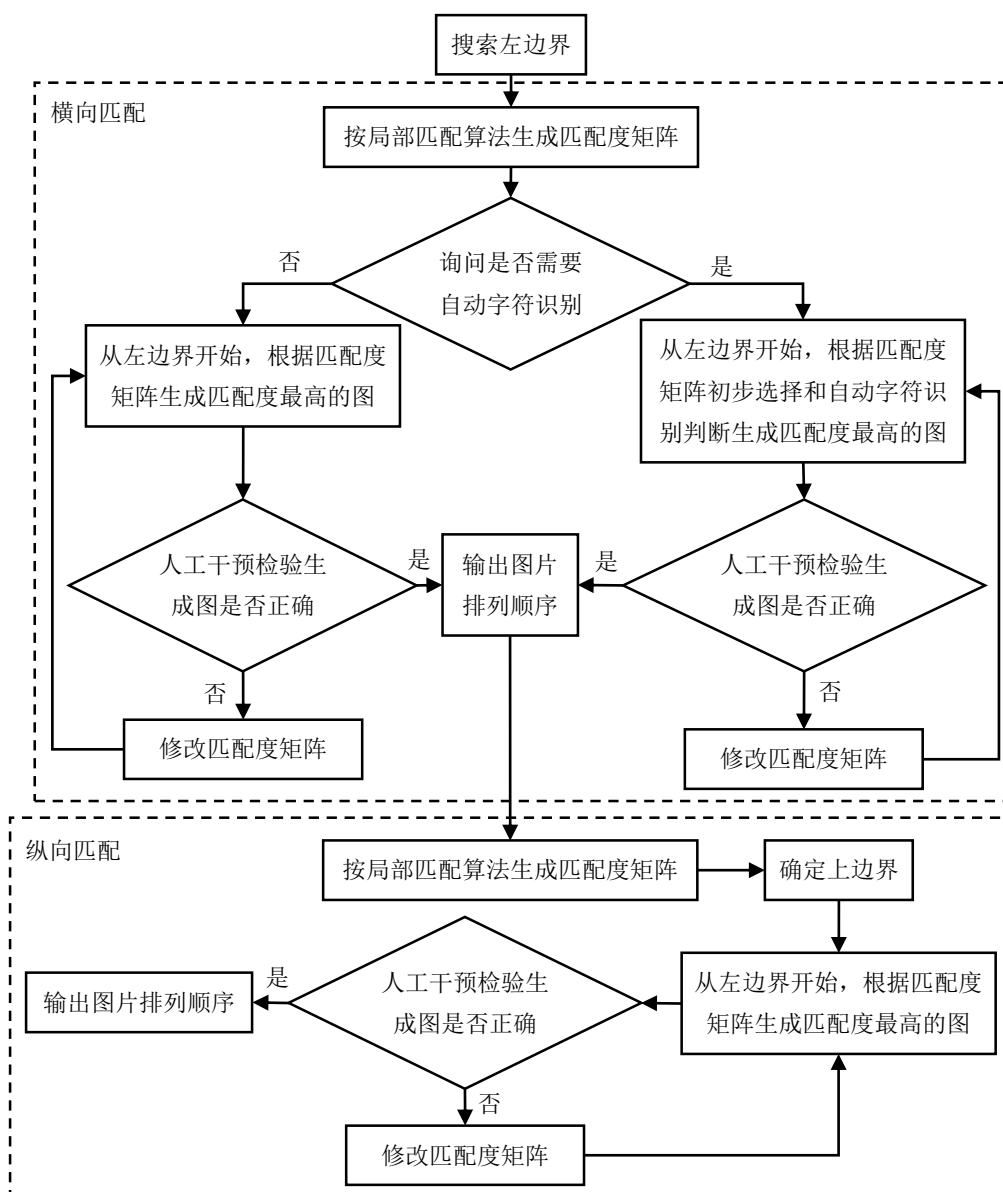 搜索左边界
横向匹配
按局部匹配算法生成匹配度矩阵
询问是否需要
自动字符识别
否
是
从左边界开始，根据匹配度
矩阵生成匹配度最高的图
从左边界开始，根据匹配度
矩阵初步选择和自动字符识
别判断生成匹配度最高的图
人工干预检验生
成图是否正确
是
输出图片
排列顺序
是
人工干预检验生
成图是否正确
否
否
修改匹配度矩阵
修改匹配度矩阵
纵向匹配
按局部匹配算法生成匹配度矩阵
确定上边界
输出图片排列顺序
是
人工干预检验生
成图是否正确
从左边界开始，根据匹配度
矩阵生成匹配度最高的图
否
修改匹配度矩阵